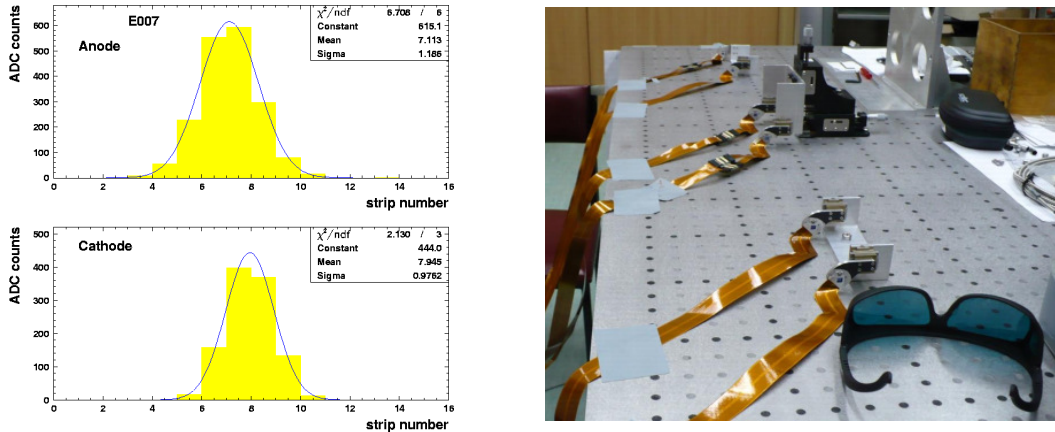 E007
Anode
ADC counts
600
500
400
300
200
100
0
χ²/ndf 6.708 / 6
Constant 615.1
Mean 7.113
Sigma 1.186
0 2 4 6 8 10 12 14 16
strip number
Cathode
ADC counts
500
400
300
200
100
0
χ²/ndf 2.130 / 3
Constant 444.0
Mean 7.945
Sigma 0.9762
0 2 4 6 8 10 12 14 16
strip number